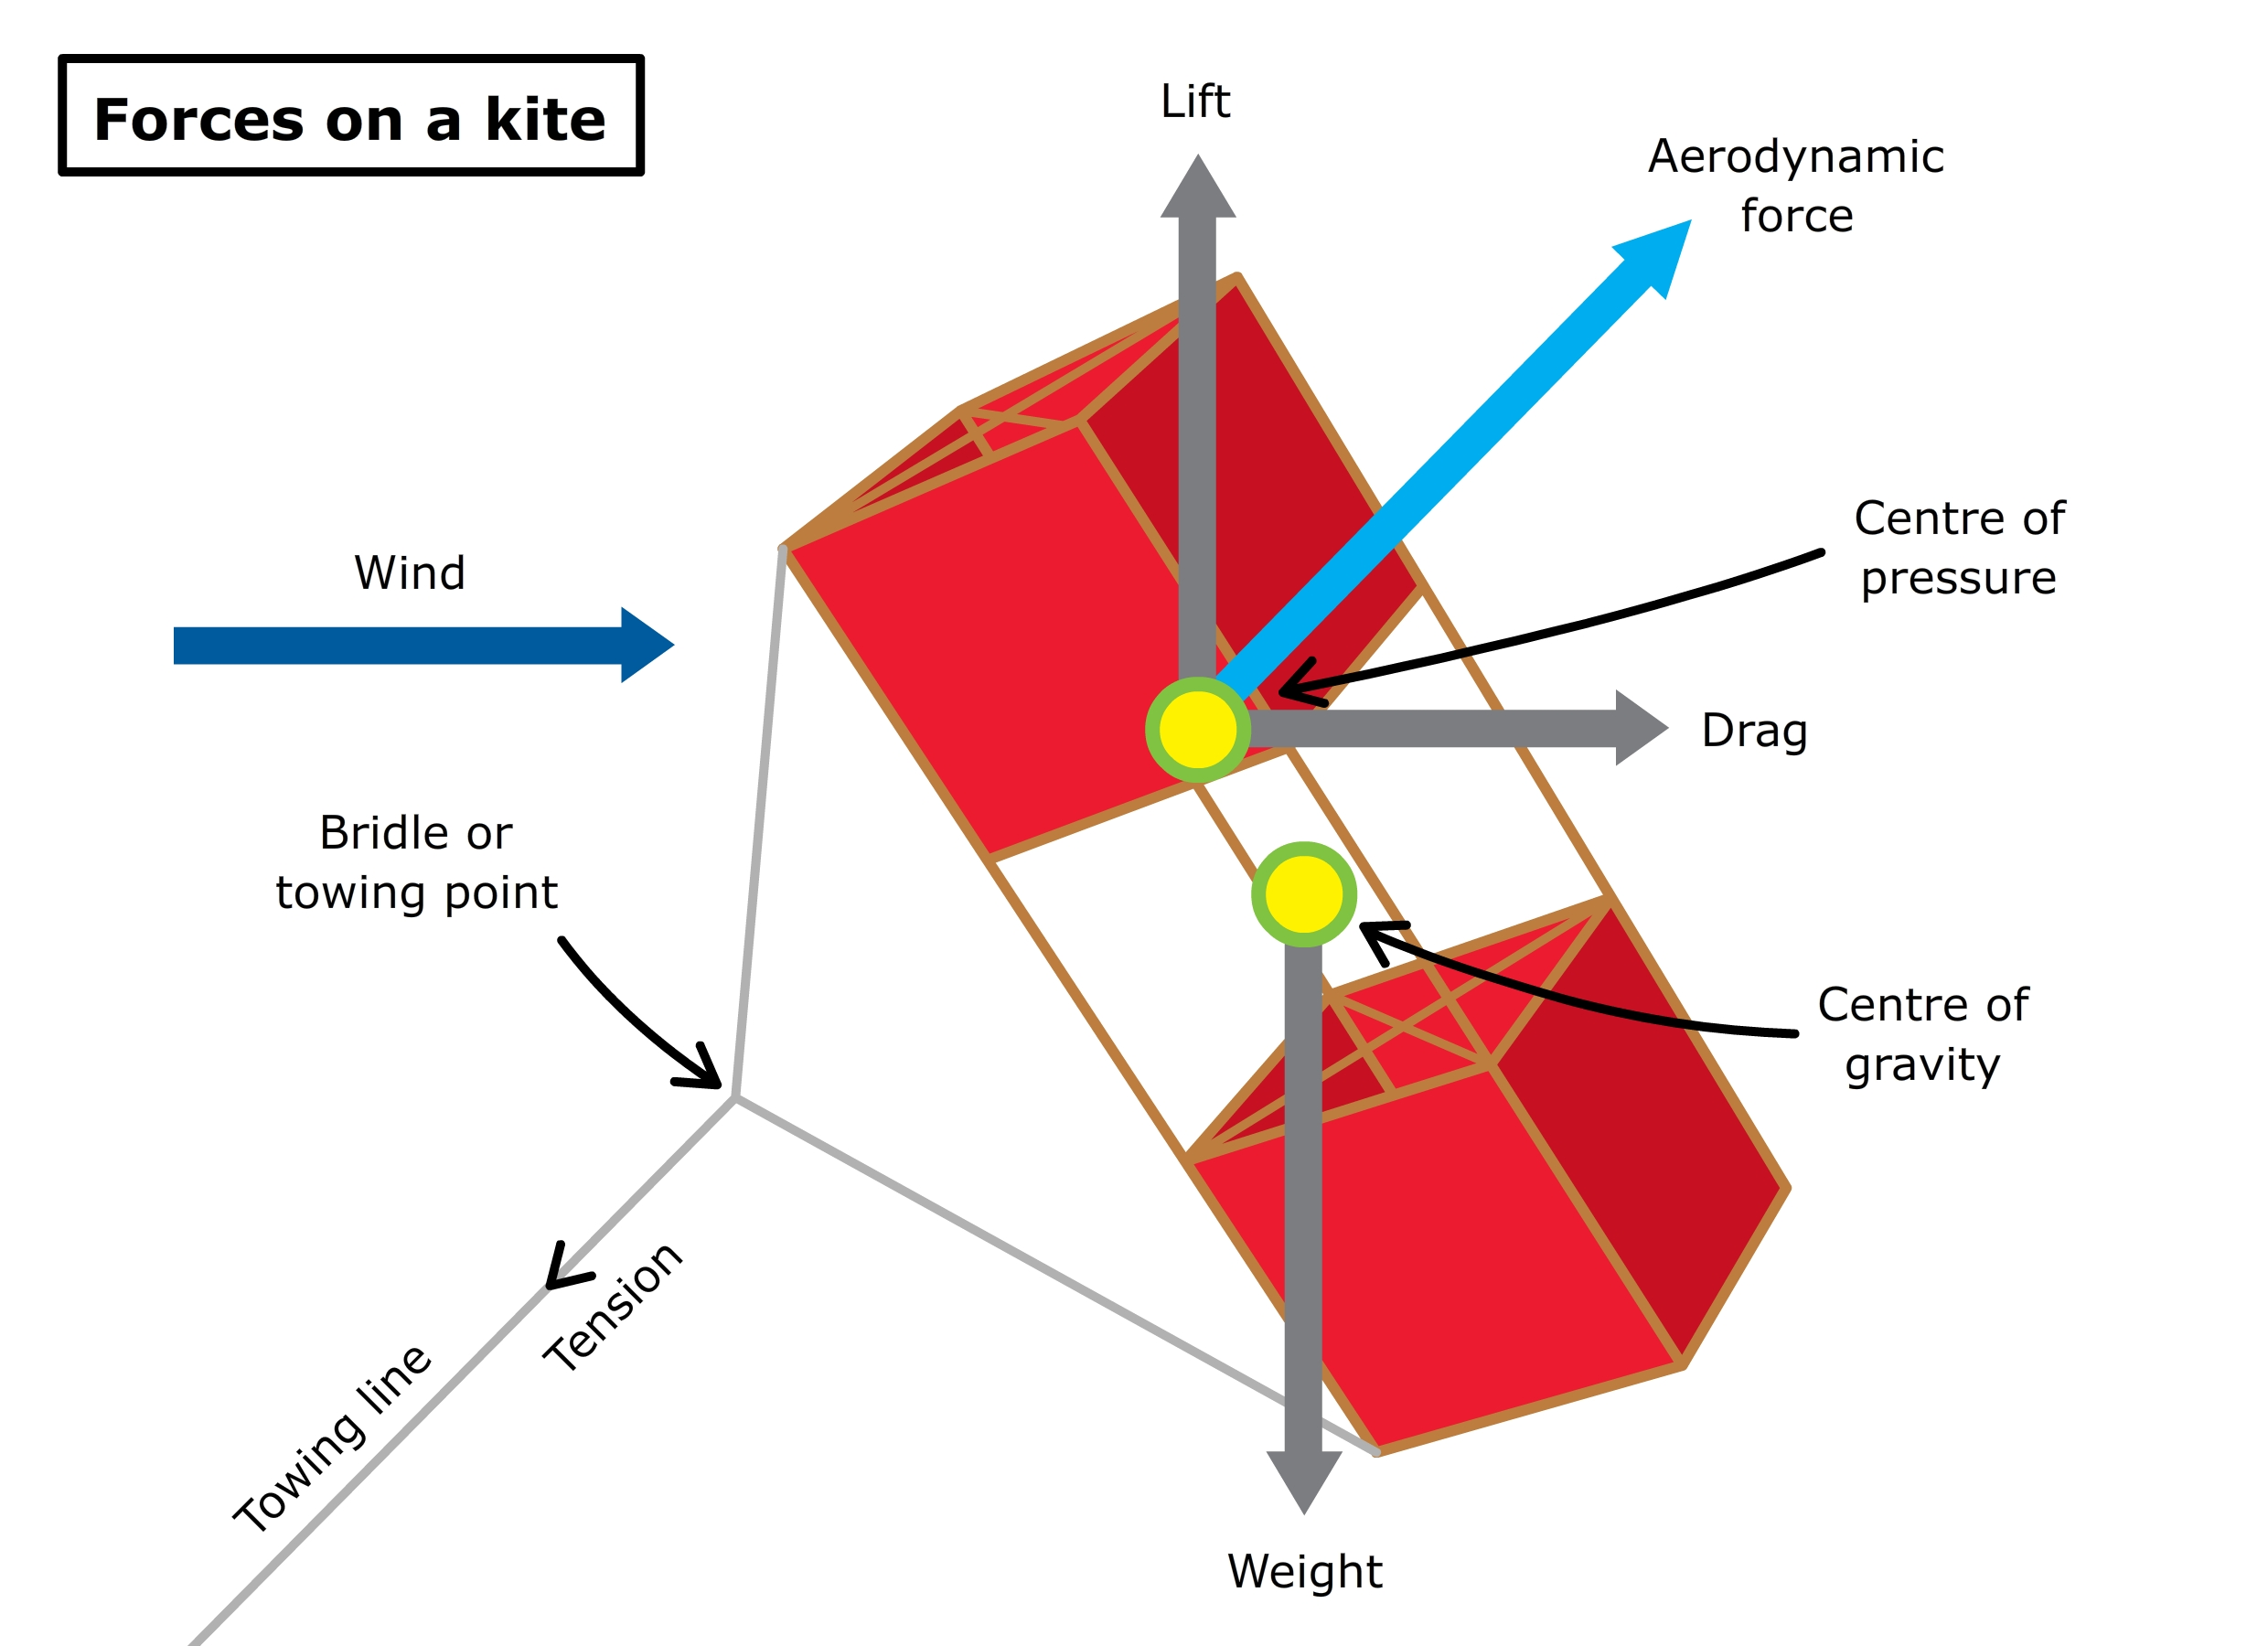 Forces on a kite
Lift
Aerodynamic
force
Centre of
pressure
Wind
Drag
Bridle or
towing point
Centre of
gravity
Tension
Towing line
Weight